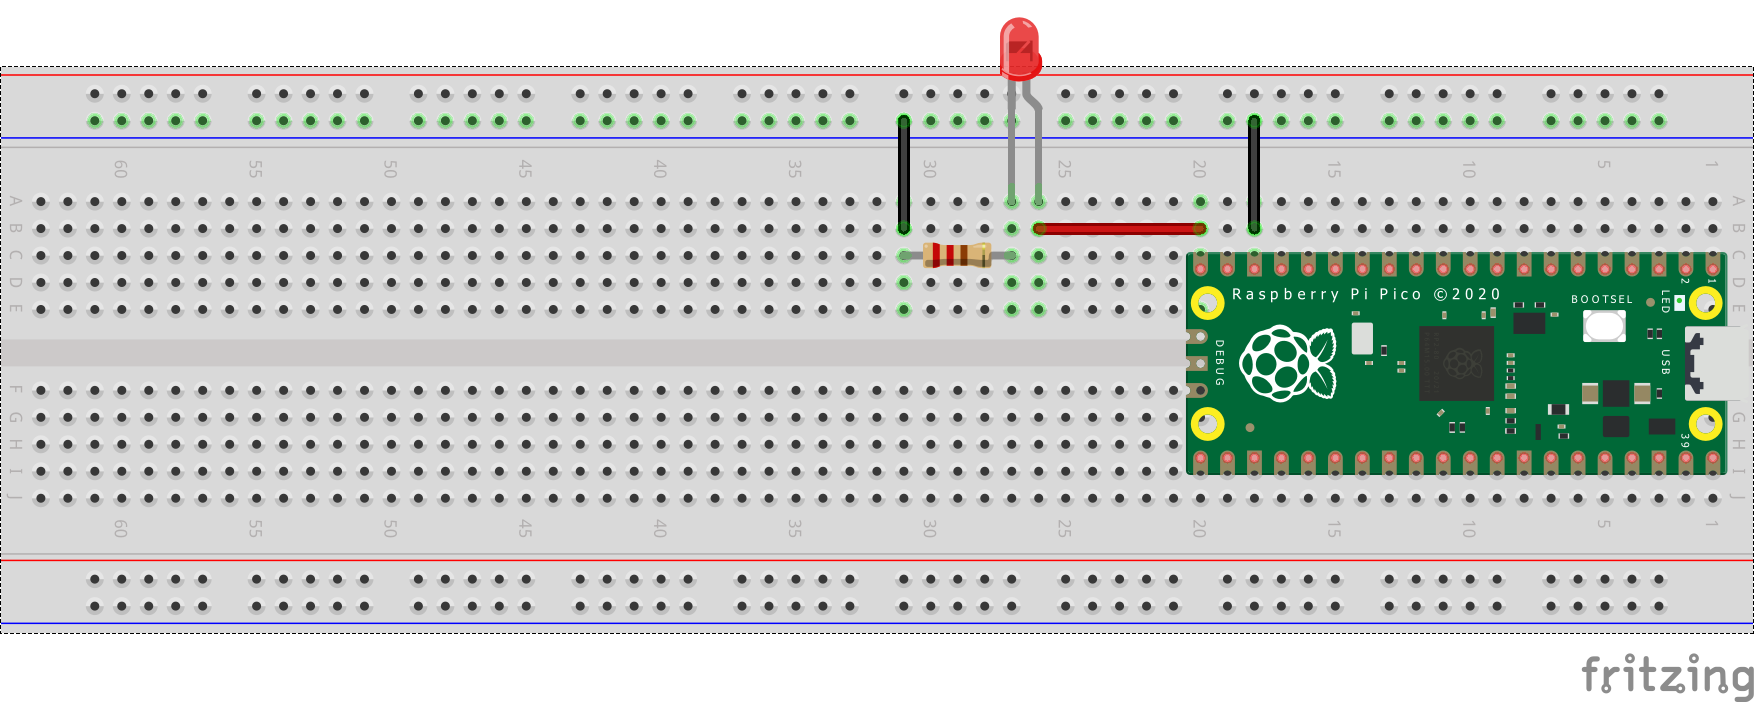 60 55 50 45 40 35 30 25 20 15 10 5 1
A A
B B
C C
D D
E E
Raspberry Pi Pico ©2020
BOOTSEL
LED
2 1
DEBUG
USB
F
G G
H H
I I
J J
39
60 55 50 45 40 35 30 25 20 15 10 5 1
fritzing